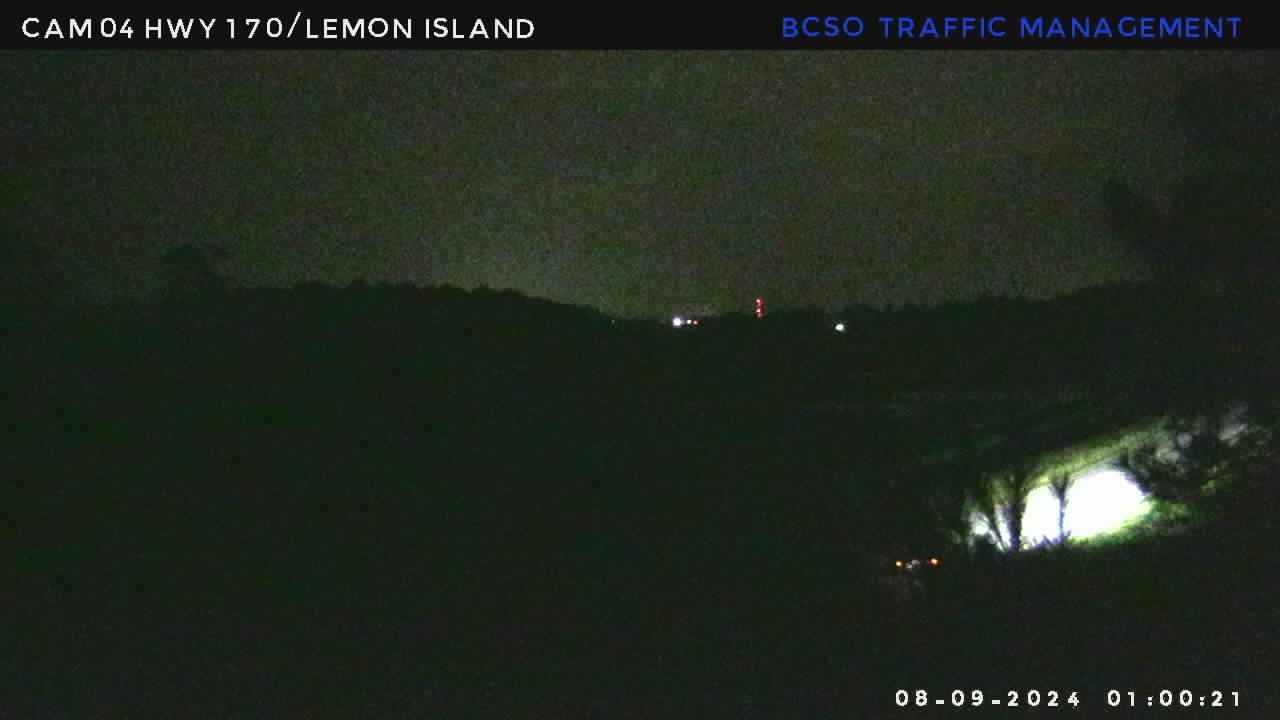 CAM04 HWY 170/LEMON ISLAND
BCSO TRAFFIC MANAGEMENT
08-09-2024 01:00:21